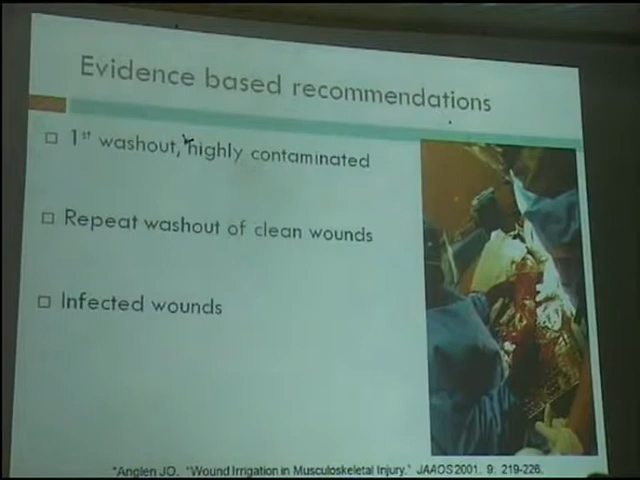 Evidence based recommendations
1st washout, highly contaminated
Repeat washout of clean wounds
Infected wounds
*Anglen JO. "Wound Irrigation in Musculoskeletal Injury." JAAOS 2001. 9: 219-226.